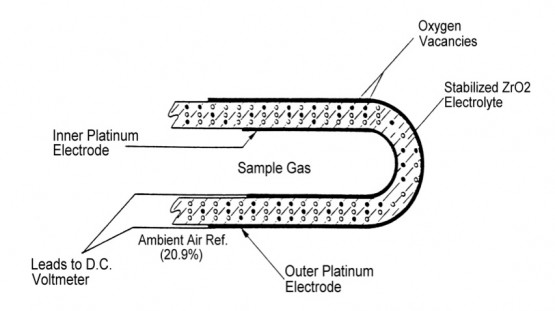 Oxygen
Vacancies
Stabilized ZrO2
Electrolyte
Inner Platinum
Electrode
Sample Gas
Ambient Air Ref.
(20.9%)
Leads to D.C.
Voltmeter
Outer Platinum
Electrode